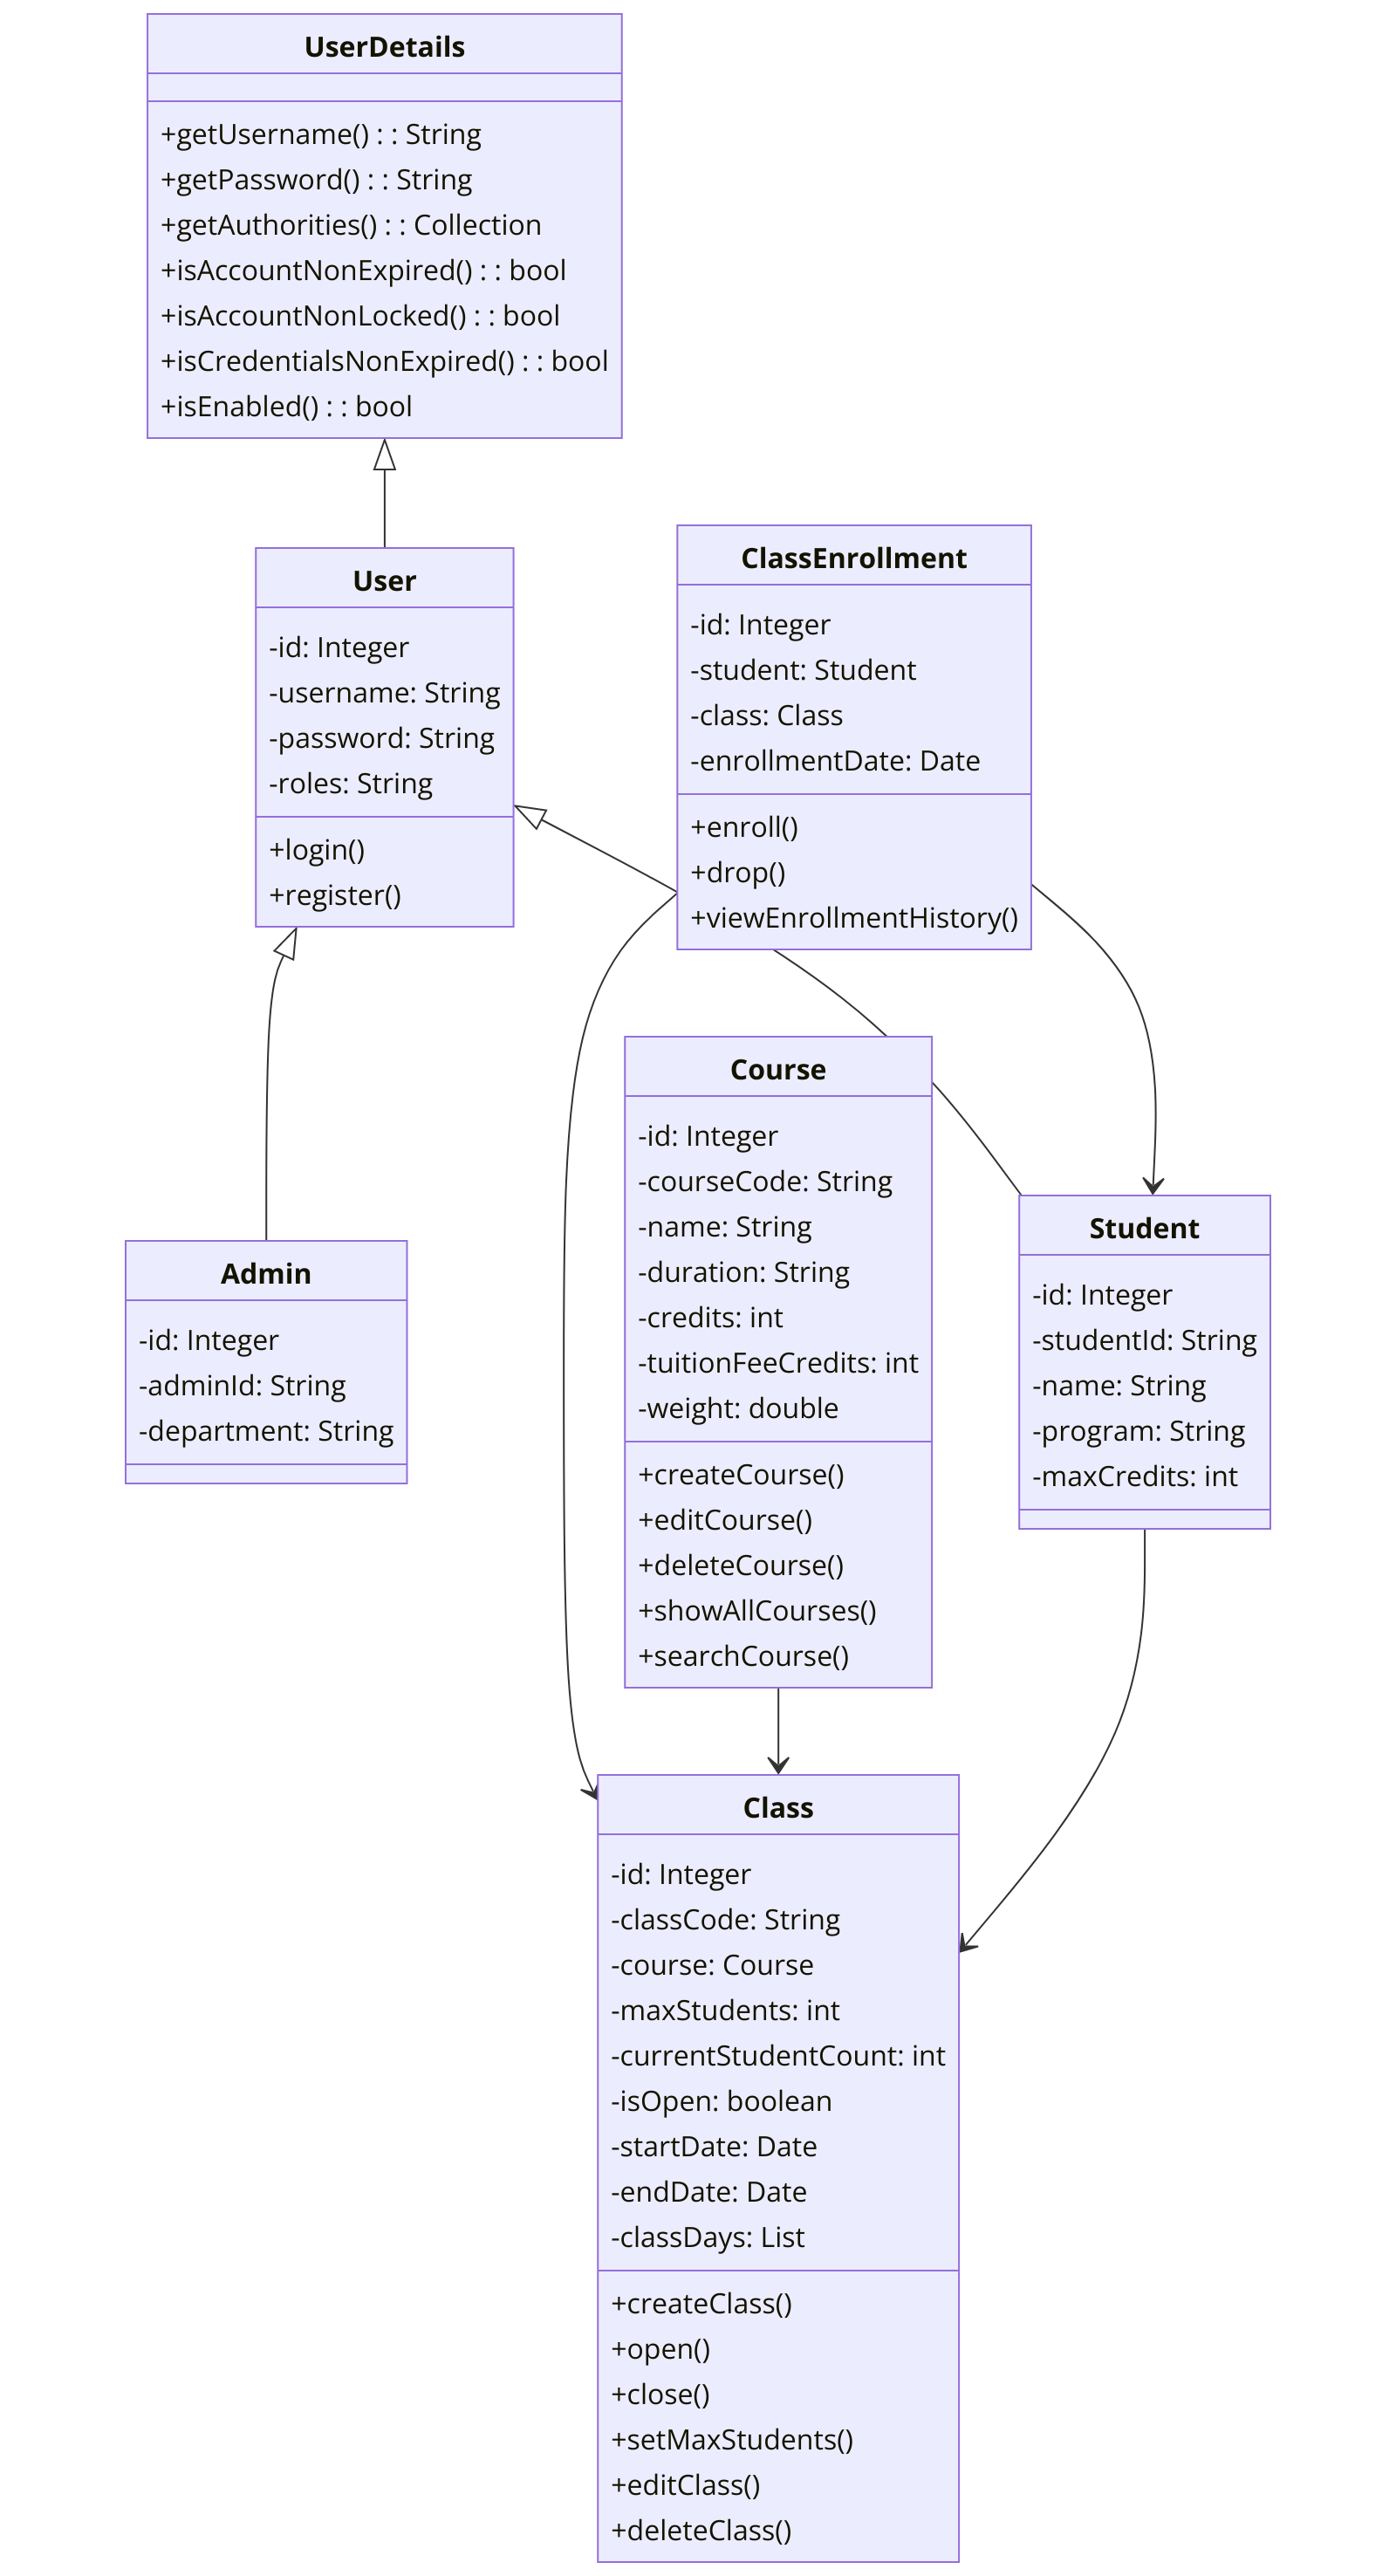 UserDetails
+getUsername() : : String
+getPassword() : : String
+getAuthorities() : : Collection
+isAccountNonExpired() : : bool
+isAccountNonLocked() : : bool
+isCredentialsNonExpired() : : bool
+isEnabled() : : bool
User
-id: Integer
-username: String
-password: String
-roles: String
+login()
+register()
ClassEnrollment
-id: Integer
-student: Student
-class: Class
-enrollmentDate: Date
+enroll()
+drop()
+viewEnrollmentHistory()
Admin
-id: Integer
-adminId: String
-department: String
Course
-id: Integer
-courseCode: String
-name: String
-duration: String
-credits: int
-tuitionFeeCredits: int
-weight: double
+createCourse()
+editCourse()
+deleteCourse()
+showAllCourses()
+searchCourse()
Student
-id: Integer
-studentId: String
-name: String
-program: String
-maxCredits: int
Class
-id: Integer
-classCode: String
-course: Course
-maxStudents: int
-currentStudentCount: int
-isOpen: boolean
-startDate: Date
-endDate: Date
-classDays: List
+createClass()
+open()
+close()
+setMaxStudents()
+editClass()
+deleteClass()